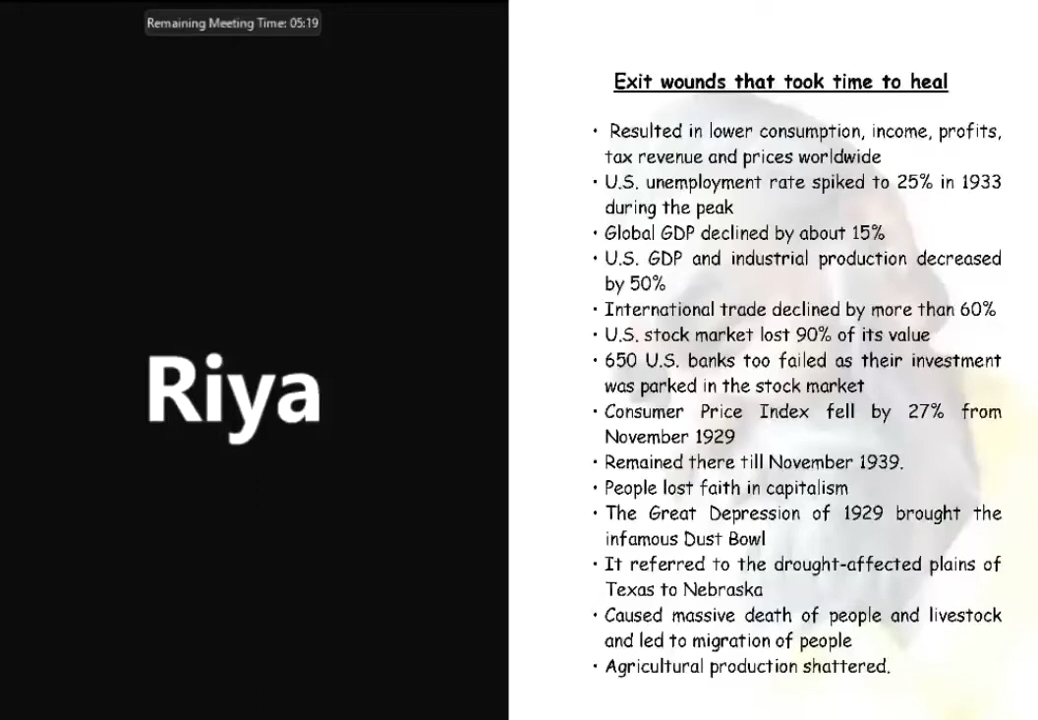 Remaining Meeting Time: 05:19
Riya
Exit wounds that took time to heal
• Resulted in lower consumption, income, profits,
tax revenue and prices worldwide
• U.S. unemployment rate spiked to 25% in 1933
during the peak
• Global GDP declined by about 15%
• U.S. GDP and industrial production decreased
by 50%
• International trade declined by more than 60%
• U.S. stock market lost 90% of its value
• 650 U.S. banks too failed as their investment
was parked in the stock market
• Consumer Price Index fell by 27% from
November 1929
• Remained there till November 1939.
• People lost faith in capitalism
• The Great Depression of 1929 brought the
infamous Dust Bowl
• It referred to the drought-affected plains of
Texas to Nebraska
• Caused massive death of people and livestock
and led to migration of people
• Agricultural production shattered.